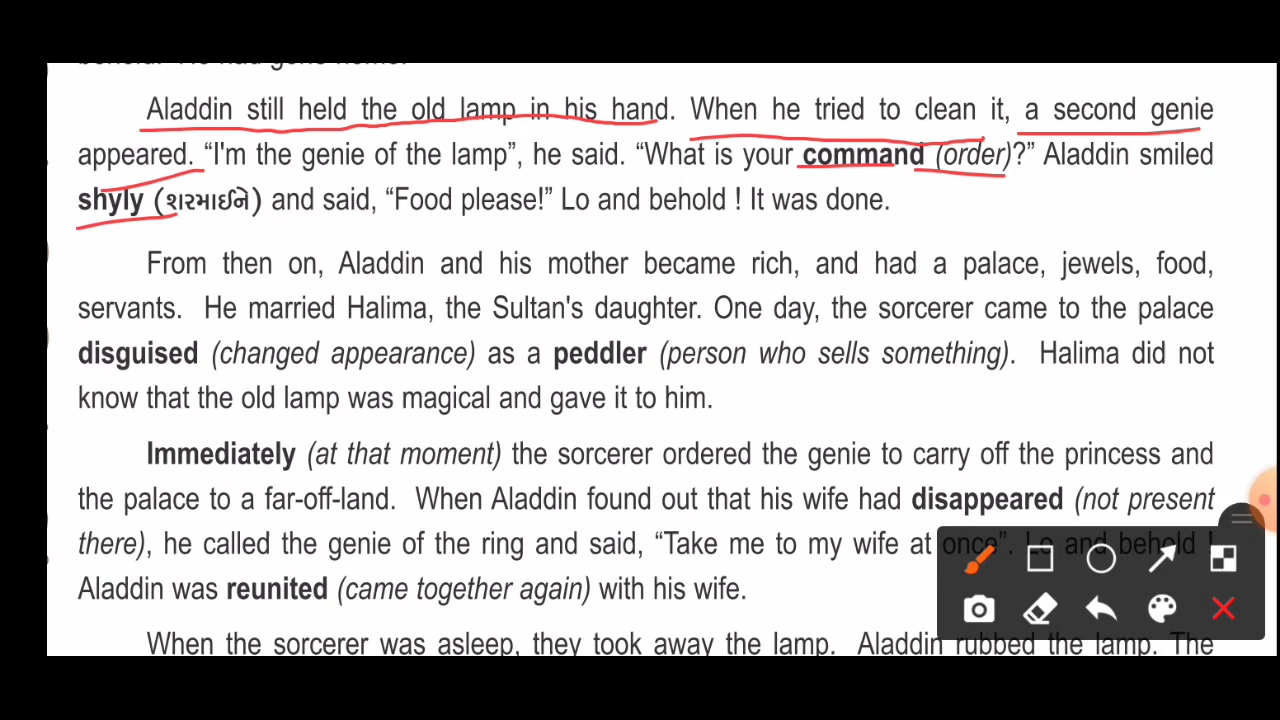 behold! He had gone home.
Aladdin still held the old lamp in his hand. When he tried to clean it, a second genie
appeared. “I'm the genie of the lamp”, he said. “What is your command (order)?” Aladdin smiled
shyly (શરમાઈને) and said, “Food please!” Lo and behold ! It was done.
From then on, Aladdin and his mother became rich, and had a palace, jewels, food,
servants. He married Halima, the Sultan's daughter. One day, the sorcerer came to the palace
disguised (changed appearance) as a peddler (person who sells something). Halima did not
know that the old lamp was magical and gave it to him.
Immediately (at that moment) the sorcerer ordered the genie to carry off the princess and
the palace to a far-off-land. When Aladdin found out that his wife had disappeared (not present
there), he called the genie of the ring and said, “Take me to my wife at once”. Lo and behold !
Aladdin was reunited (came together again) with his wife.
When the sorcerer was asleep, they took away the lamp. Aladdin rubbed the lamp. The